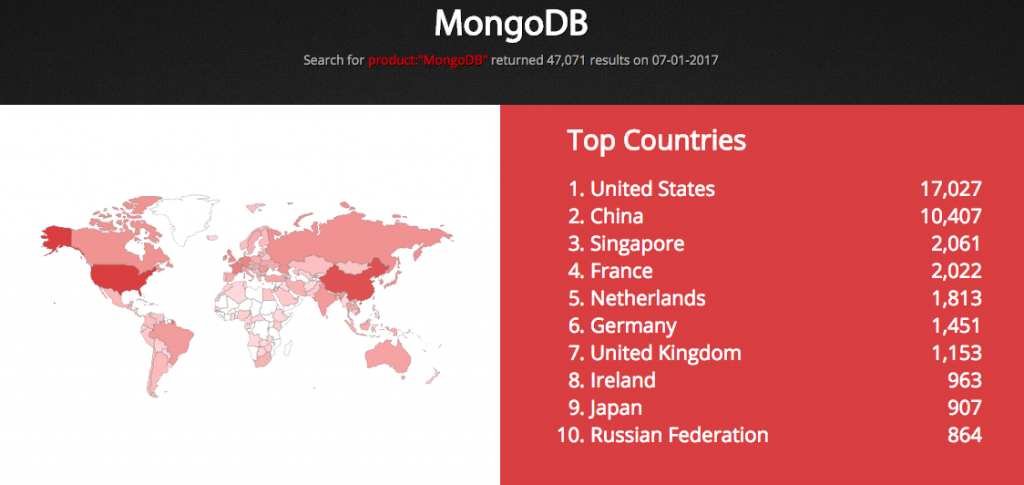 MongoDB
Search for product:"MongoDB" returned 47,071 results on 07-01-2017
Top Countries
1. United States 17,027
2. China 10,407
3. Singapore 2,061
4. France 2,022
5. Netherlands 1,813
6. Germany 1,451
7. United Kingdom 1,153
8. Ireland 963
9. Japan 907
10. Russian Federation 864